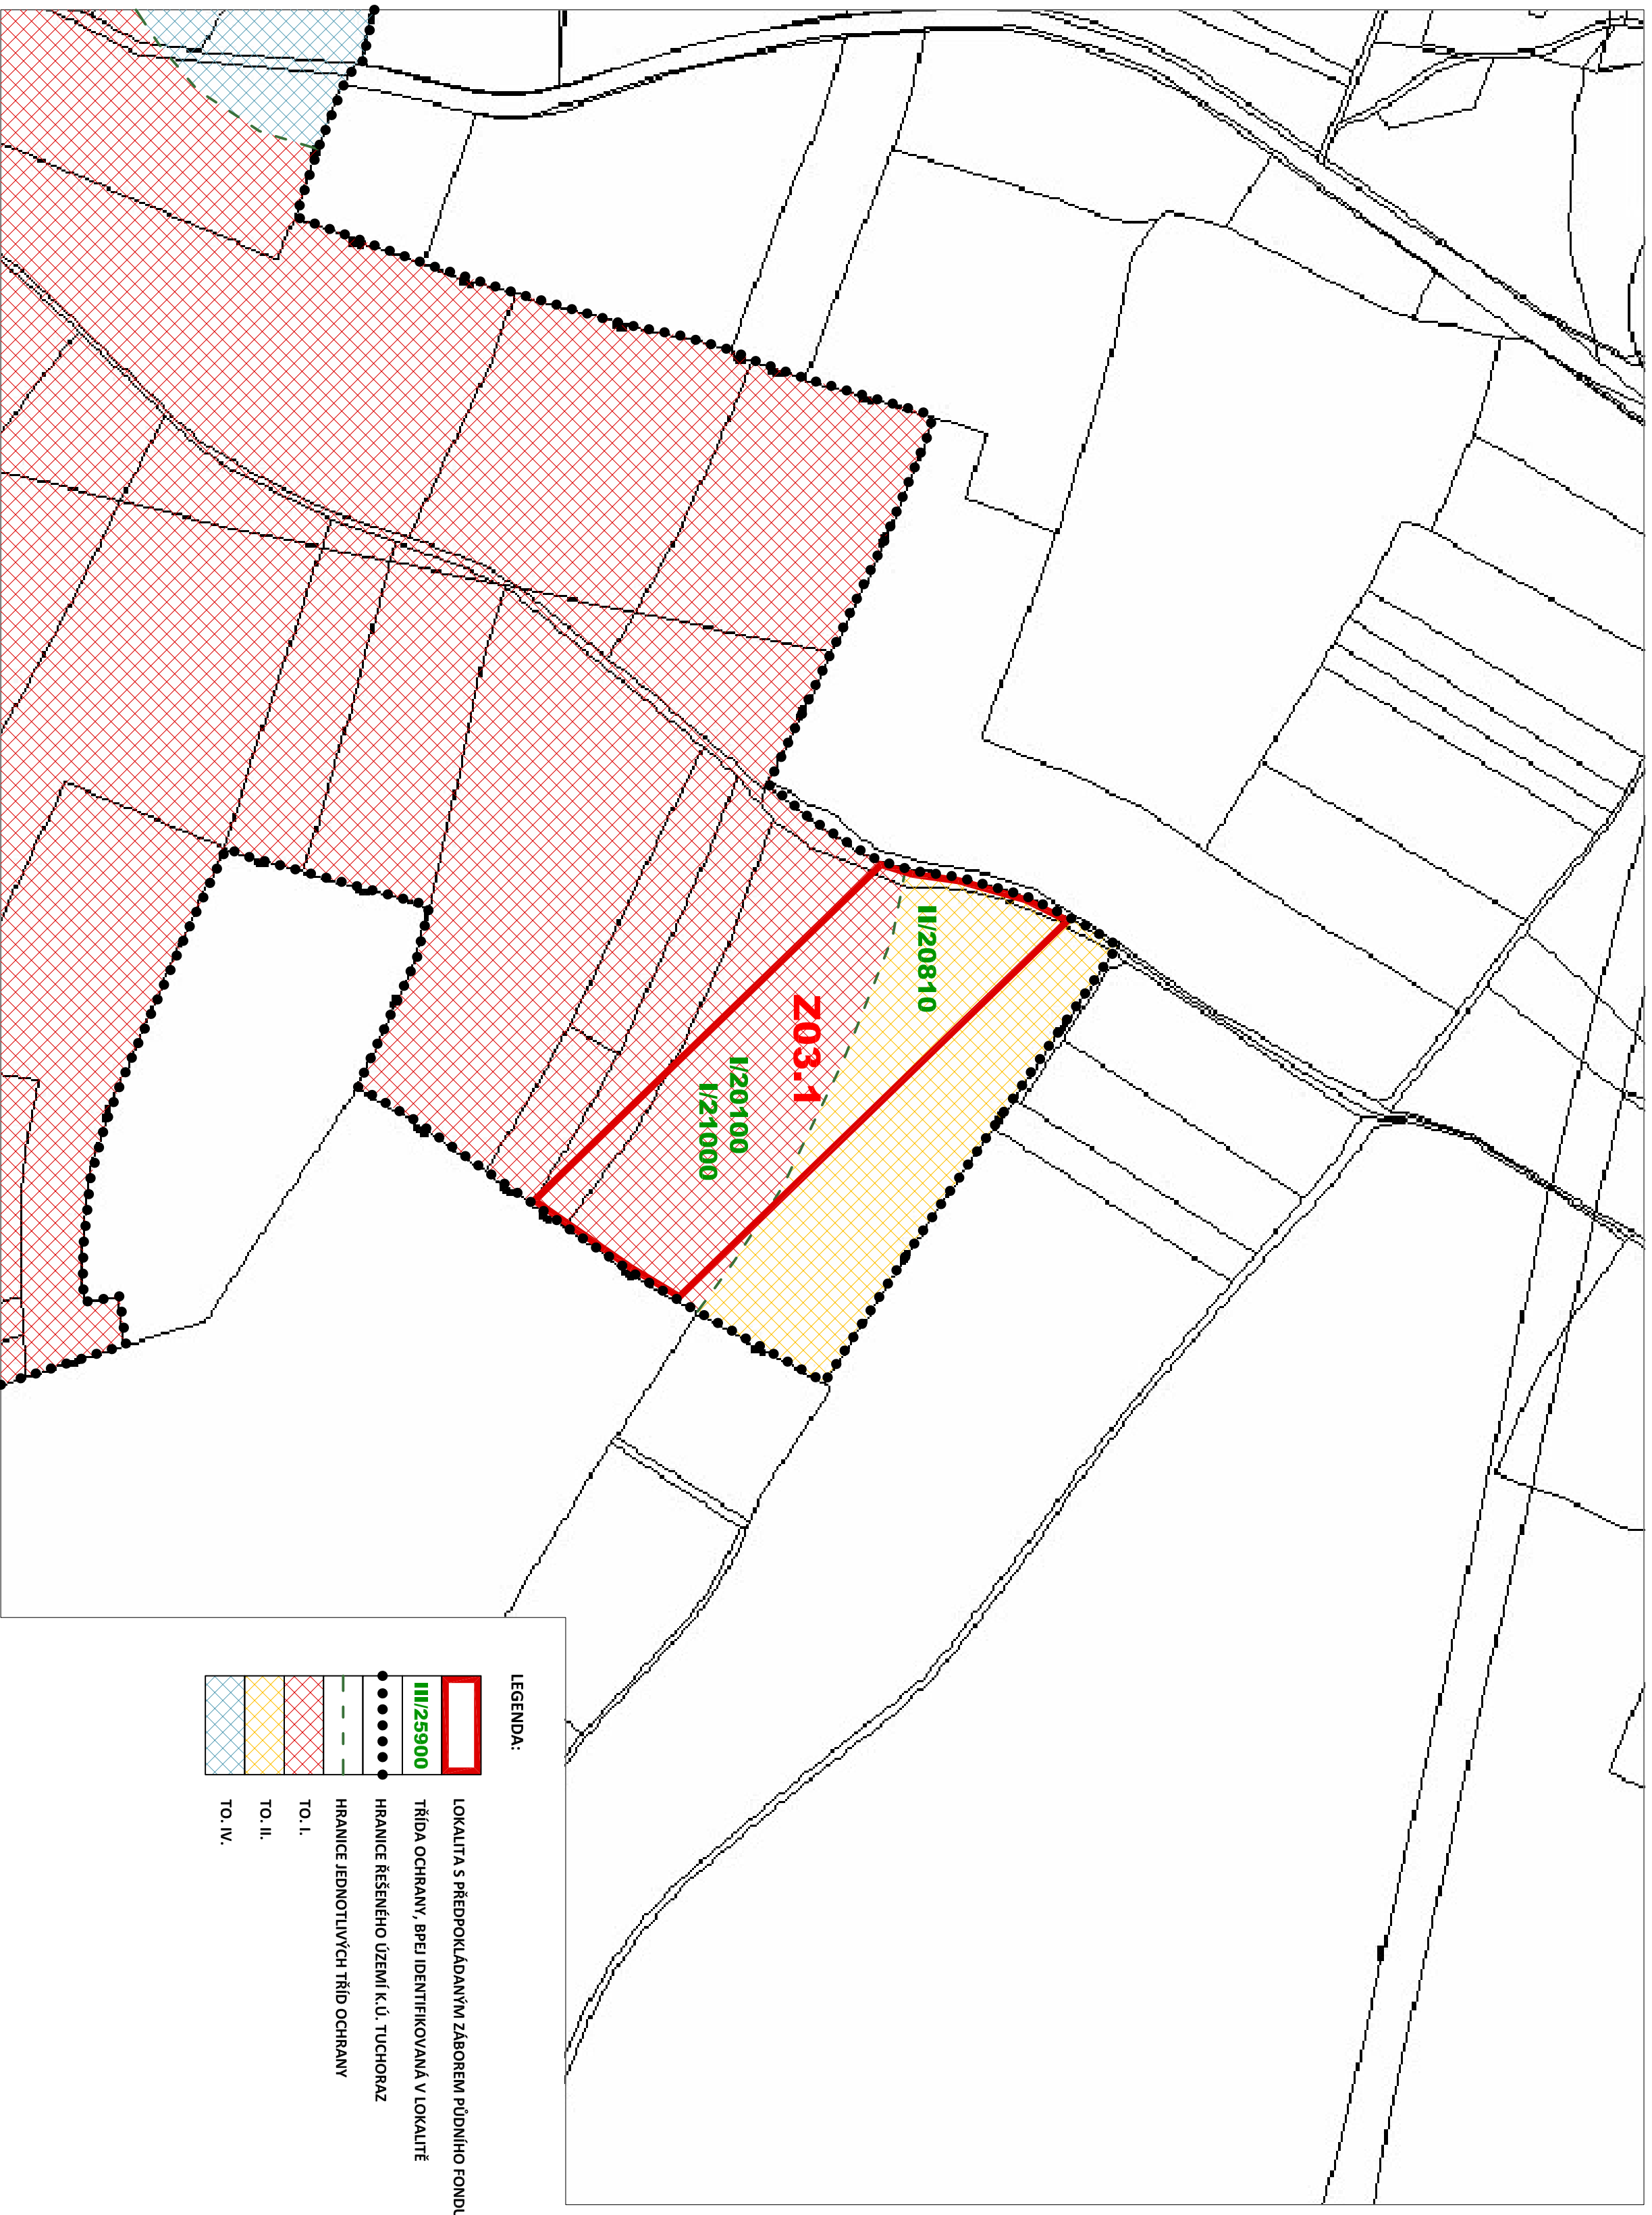 II/20810
Z03.1
I/20100
I/21000
LEGENDA:
LOKALITA S PŘEDPOKLÁDANÝM ZÁBOREM PŮDNÍHO FONDU
III/25900 TŘÍDA OCHRANY, BPEJ IDENTIFIKOVANÁ V LOKALITĚ
HRANICE ŘEŠENÉHO ÚZEMÍ K.Ú. TUCHORAZ
HRANICE JEDNOTLIVÝCH TŘÍD OCHRANY
TO. I.
TO. II.
TO. IV.